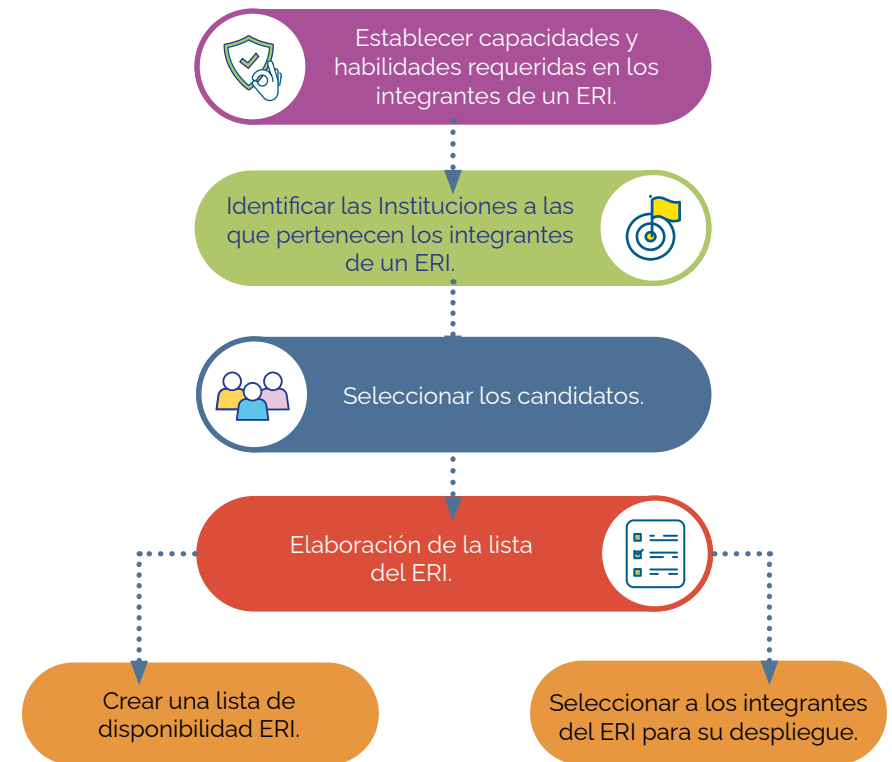 Establecer capacidades y
habilidades requeridas en los
integrantes de un ERI.
Identificar las Instituciones a las
que pertenecen los integrantes
de un ERI.
Seleccionar los candidatos.
Elaboración de la lista
del ERI.
Crear una lista de
disponibilidad ERI.
Seleccionar a los integrantes
del ERI para su despliegue.